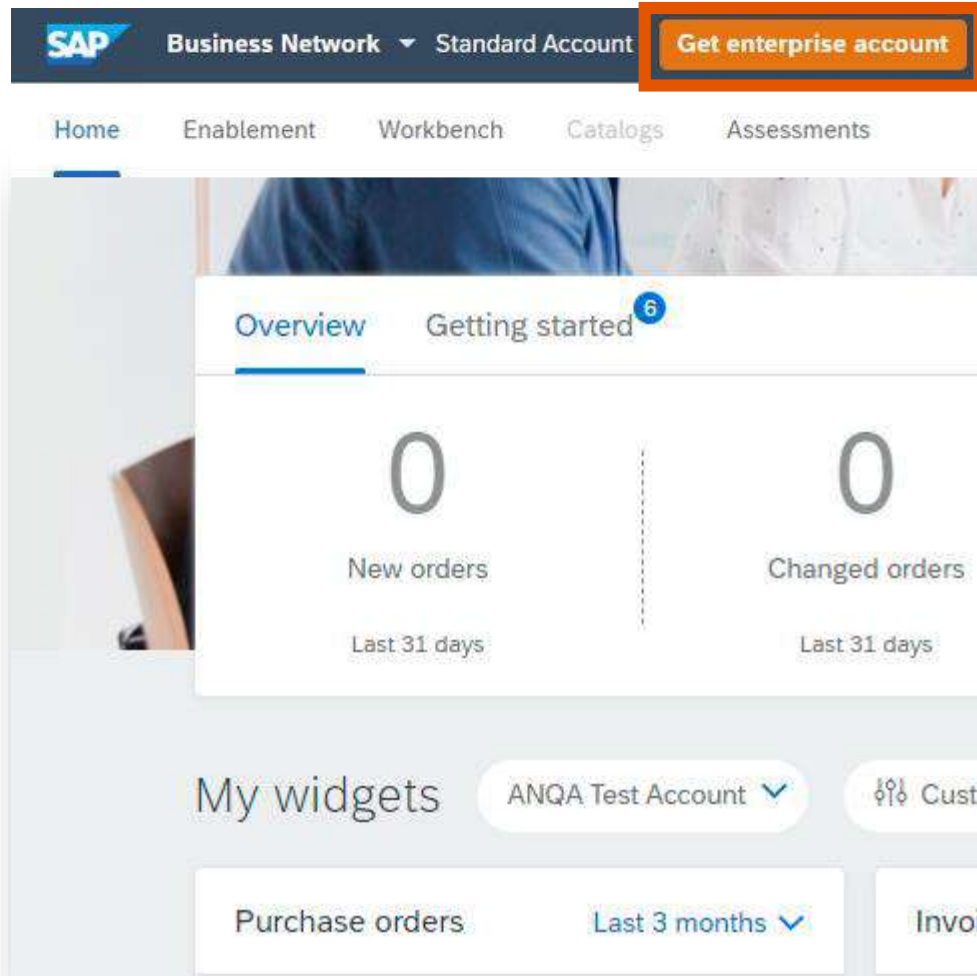 SAP Business Network Standard Account Get enterprise account
Home Enablement Workbench Catalogs Assessments
Overview Getting started 6
0 0
New orders Changed orders
Last 31 days Last 31 days
My widgets ANQA Test Account Cust
Purchase orders Last 3 months Invoi